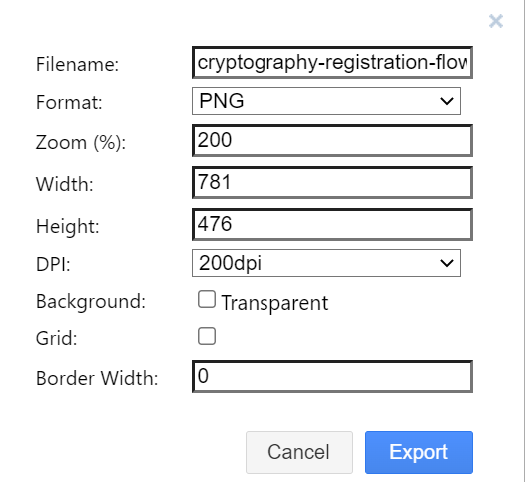 ×
Filename: cryptography-registration-flow
Format: PNG
Zoom (%): 200
Width: 781
Height: 476
DPI: 200dpi
Background: Transparent
Grid:
Border Width: 0
Cancel Export